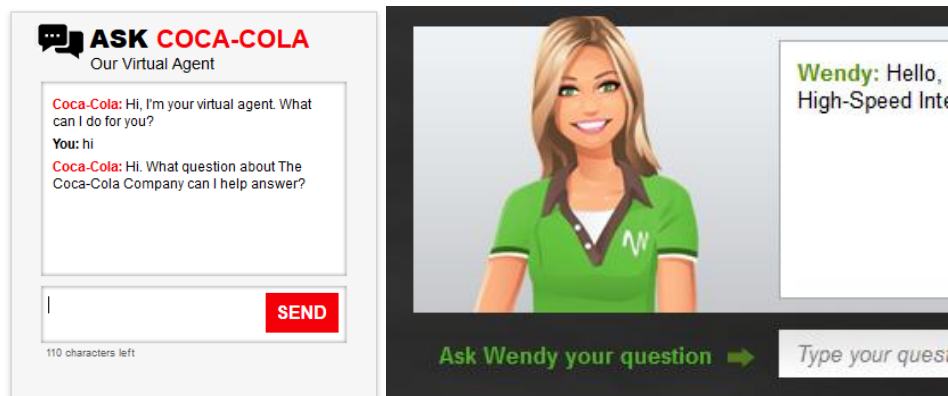 ASK COCA-COLA
Our Virtual Agent
Coca-Cola: Hi, I'm your virtual agent. What
can I do for you?
You: hi
Coca-Cola: Hi. What question about The
Coca-Cola Company can I help answer?
SEND
110 characters left
Wendy: Hello,
High-Speed Inte
W
Ask Wendy your question
Type your quest